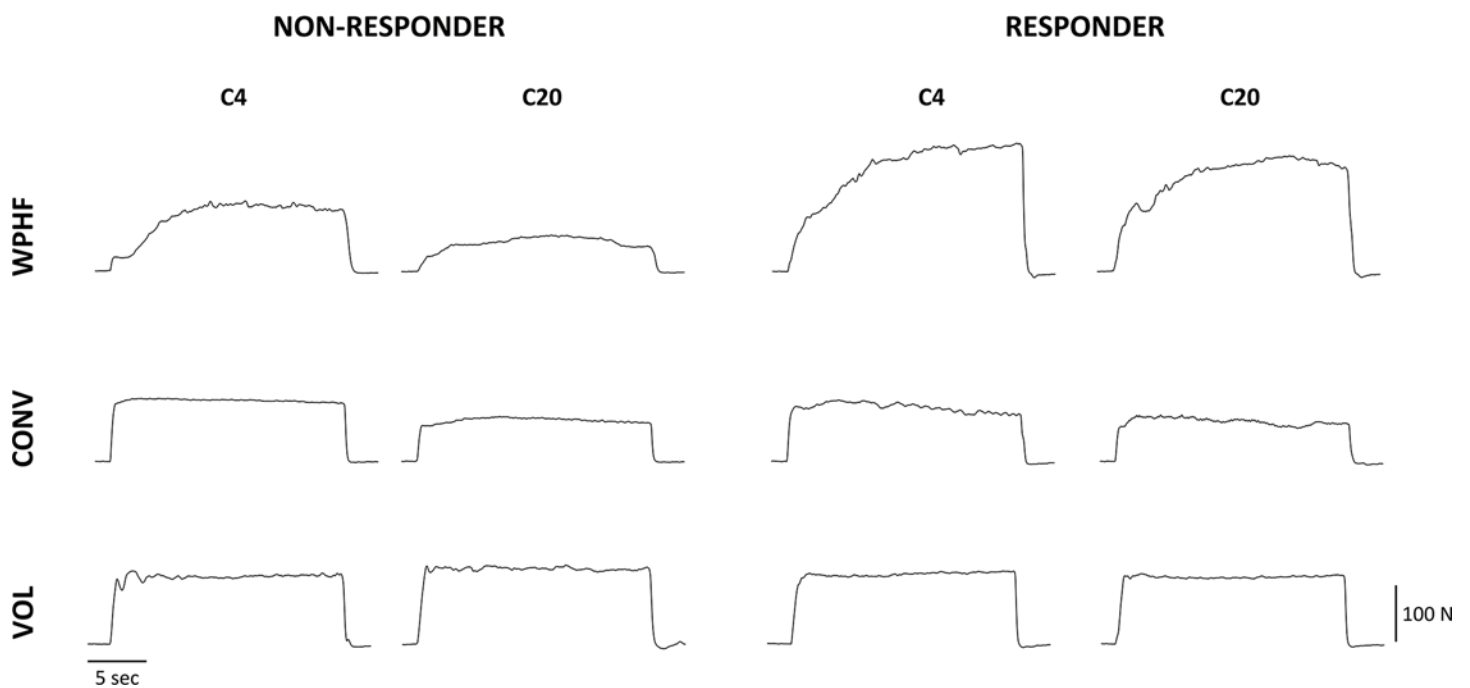 NON-RESPONDER
RESPONDER
C4
C20
C4
C20
WPHF
CONV
VOL
100 N
5 sec